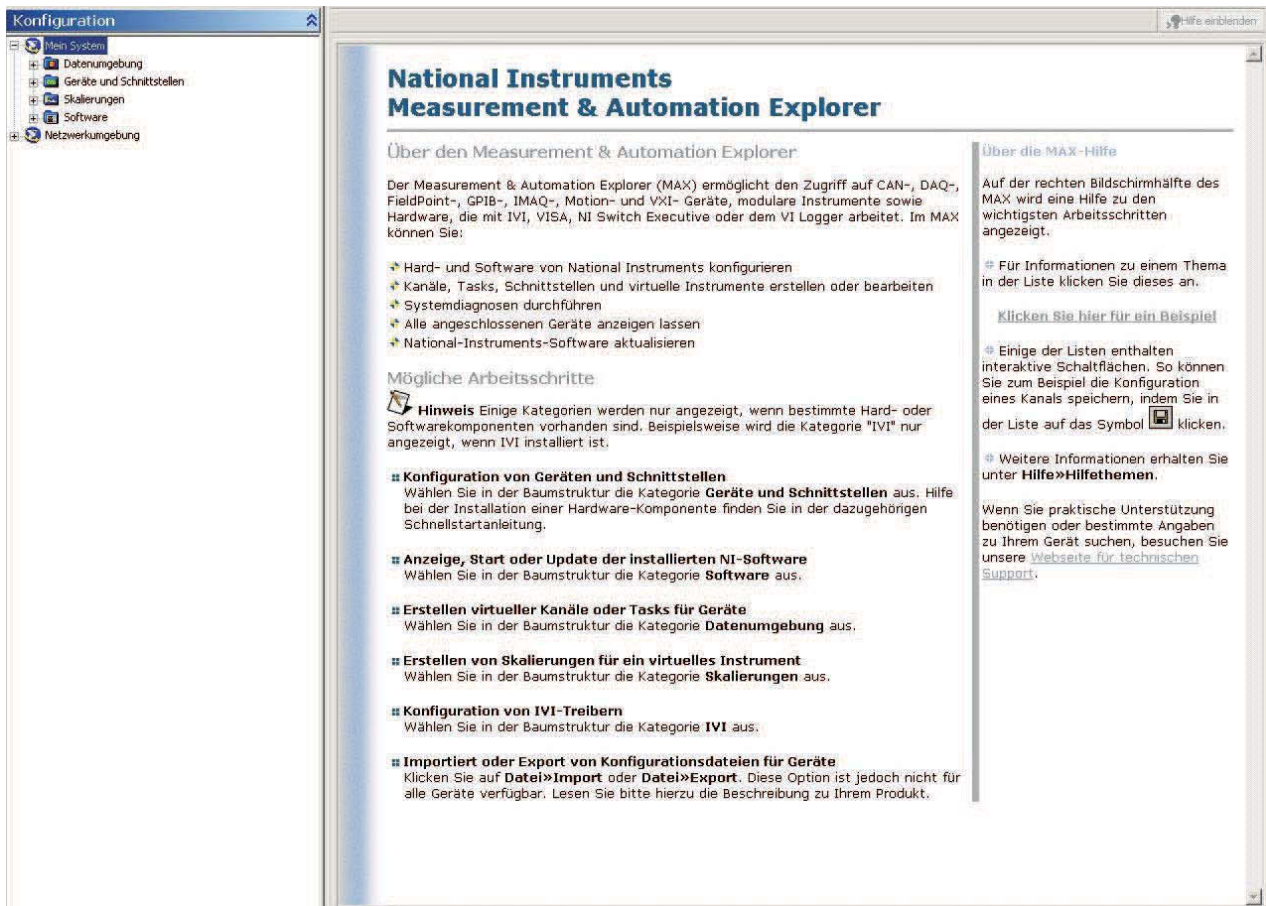 Konfiguration
Mein System
Datenumgebung
Geräte und Schnittstellen
Skalierungen
Software
Netzwerkumgebung
Hilfe einblenden
National Instruments
Measurement & Automation Explorer
Über den Measurement & Automation Explorer
Der Measurement & Automation Explorer (MAX) ermöglicht den Zugriff auf CAN-, DAQ-,
FieldPoint-, GPIB-, IMAQ-, Motion- und VXI- Geräte, modulare Instrumente sowie
Hardware, die mit IVI, VISA, NI Switch Executive oder dem VI Logger arbeitet. Im MAX
können Sie:
Hard- und Software von National Instruments konfigurieren
Kanäle, Tasks, Schnittstellen und virtuelle Instrumente erstellen oder bearbeiten
Systemdiagnosen durchführen
Alle angeschlossenen Geräte anzeigen lassen
National-Instruments-Software aktualisieren
Mögliche Arbeitsschritte
Hinweis Einige Kategorien werden nur angezeigt, wenn bestimmte Hard- oder
Softwarekomponenten vorhanden sind. Beispielsweise wird die Kategorie "IVI" nur
angezeigt, wenn IVI installiert ist.
Konfiguration von Geräten und Schnittstellen
Wählen Sie in der Baumstruktur die Kategorie Geräte und Schnittstellen aus. Hilfe
bei der Installation einer Hardware-Komponente finden Sie in der dazugehörigen
Schnellstartanleitung.
Anzeige, Start oder Update der installierten NI-Software
Wählen Sie in der Baumstruktur die Kategorie Software aus.
Erstellen virtueller Kanäle oder Tasks für Geräte
Wählen Sie in der Baumstruktur die Kategorie Datenumgebung aus.
Erstellen von Skalierungen für ein virtuelles Instrument
Wählen Sie in der Baumstruktur die Kategorie Skalierungen aus.
Konfiguration von IVI-Treibern
Wählen Sie in der Baumstruktur die Kategorie IVI aus.
Importiert oder Export von Konfigurationsdateien für Geräte
Klicken Sie auf Datei»Import oder Datei»Export. Diese Option ist jedoch nicht für
alle Geräte verfügbar. Lesen Sie bitte hierzu die Beschreibung zu Ihrem Produkt.
Über die MAX-Hilfe
Auf der rechten Bildschirmhälfte des
MAX wird eine Hilfe zu den
wichtigsten Arbeitsschritten
angezeigt.
Für Informationen zu einem Thema
in der Liste klicken Sie dieses an.
Klicken Sie hier für ein Beispiel
Einige der Listen enthalten
interaktive Schaltflächen. So können
Sie zum Beispiel die Konfiguration
eines Kanals speichern, indem Sie in
der Liste auf das Symbol klicken.
Weitere Informationen erhalten Sie
unter Hilfe»Hilfethemen.
Wenn Sie praktische Unterstützung
benötigen oder bestimmte Angaben
zu Ihrem Gerät suchen, besuchen Sie
unsere Webseite für technischen
Support.